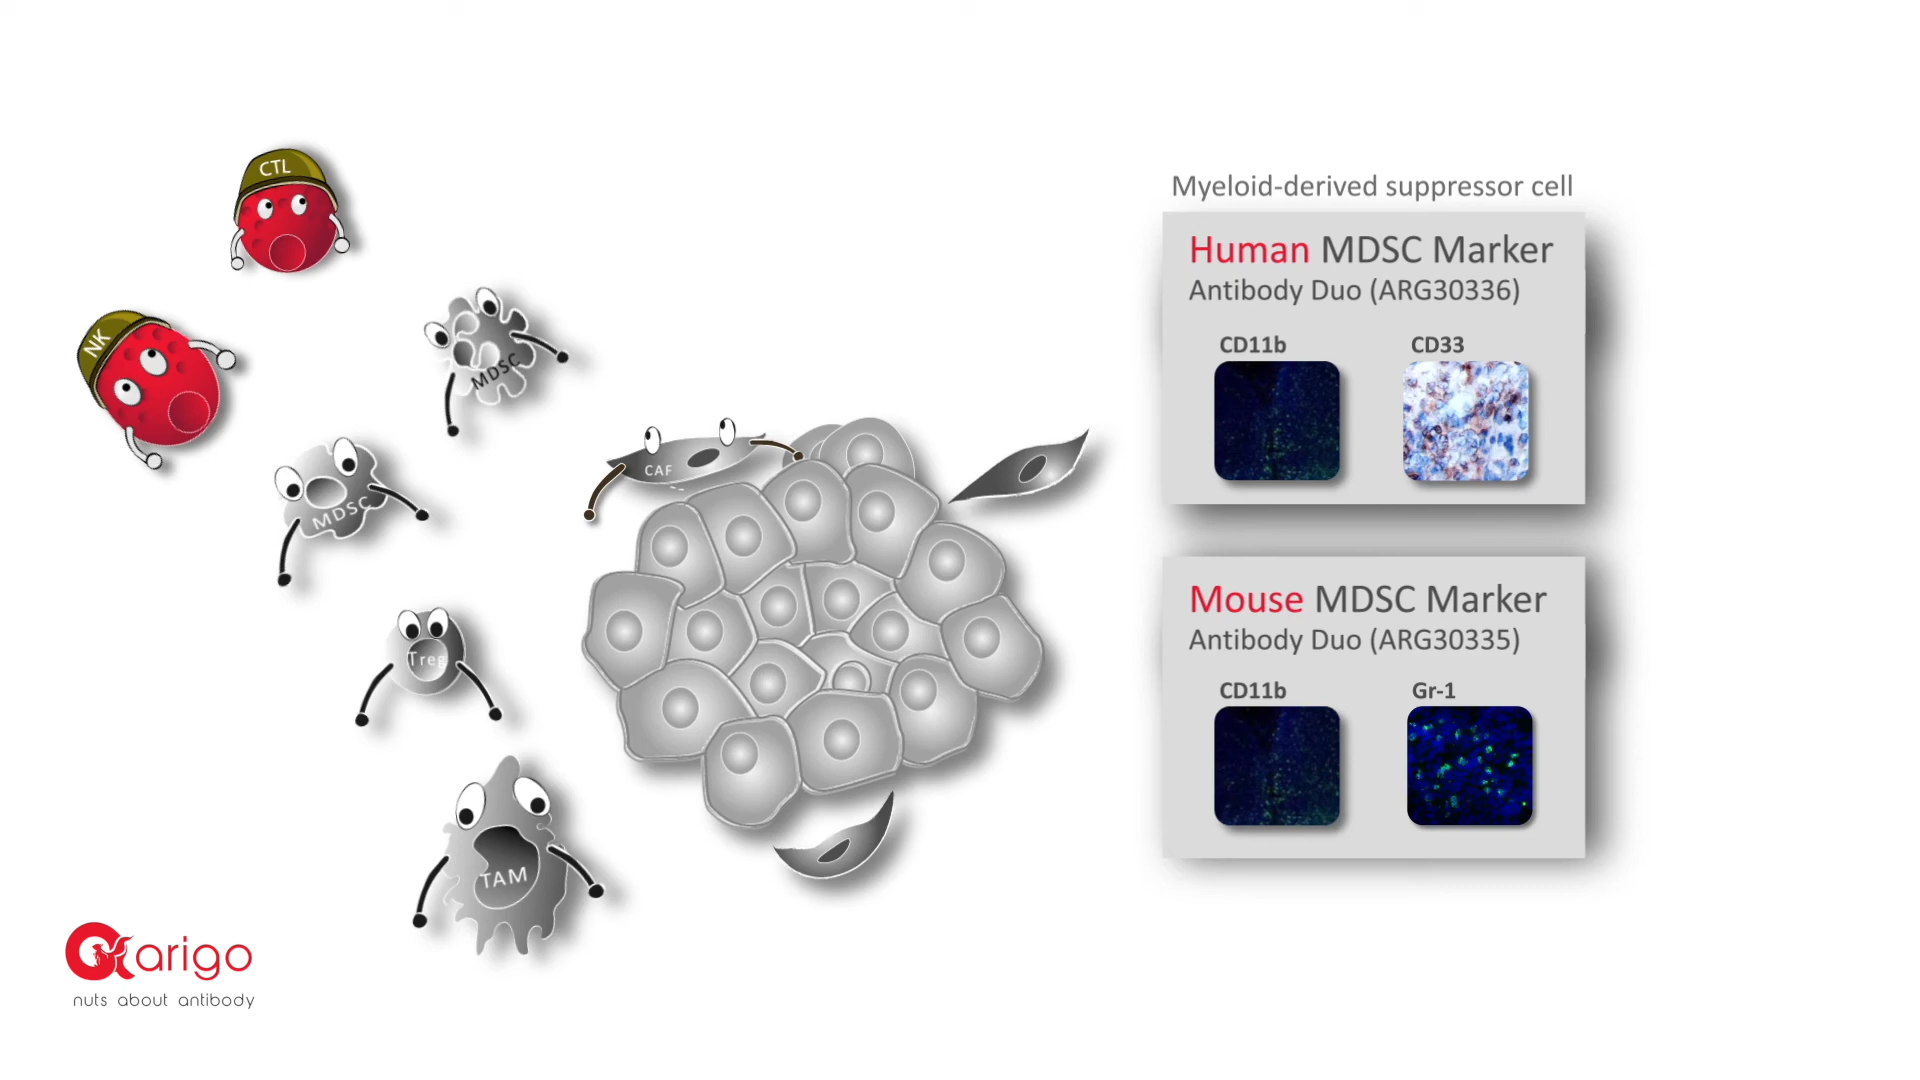 CTL
NK
MDSC
MDSC
CAF
Treg
TAM
Myeloid-derived suppressor cell
Human MDSC Marker
Antibody Duo (ARG30336)
CD11b CD33
Mouse MDSC Marker
Antibody Duo (ARG30335)
CD11b Gr-1
arigo
nuts about antibody